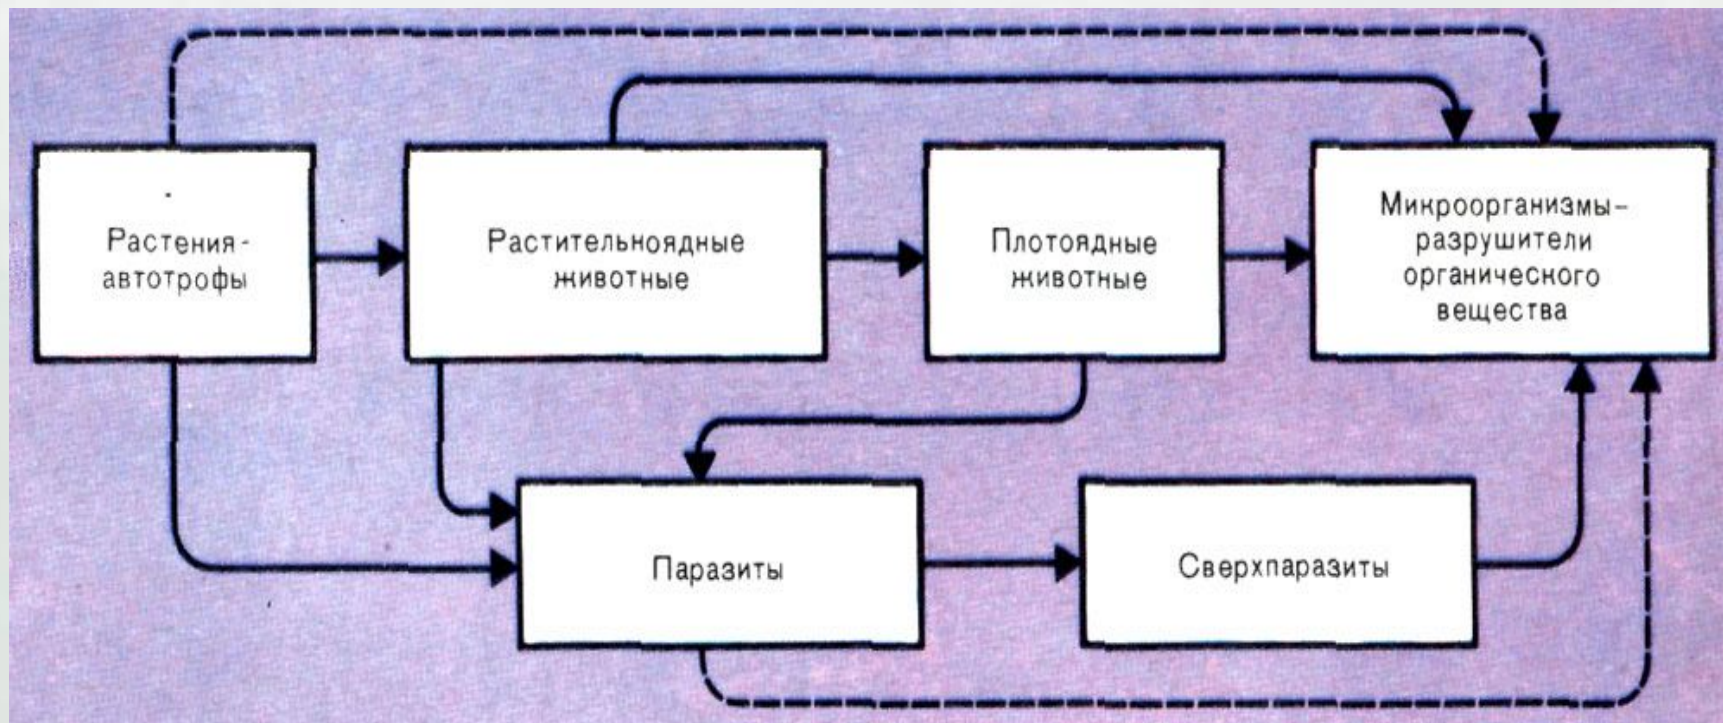 Растения-
автотрофы
Растительноядные
животные
Плотоядные
животные
Микроорганизмы-
разрушители
органического
вещества
Паразиты
Сверхпаразиты